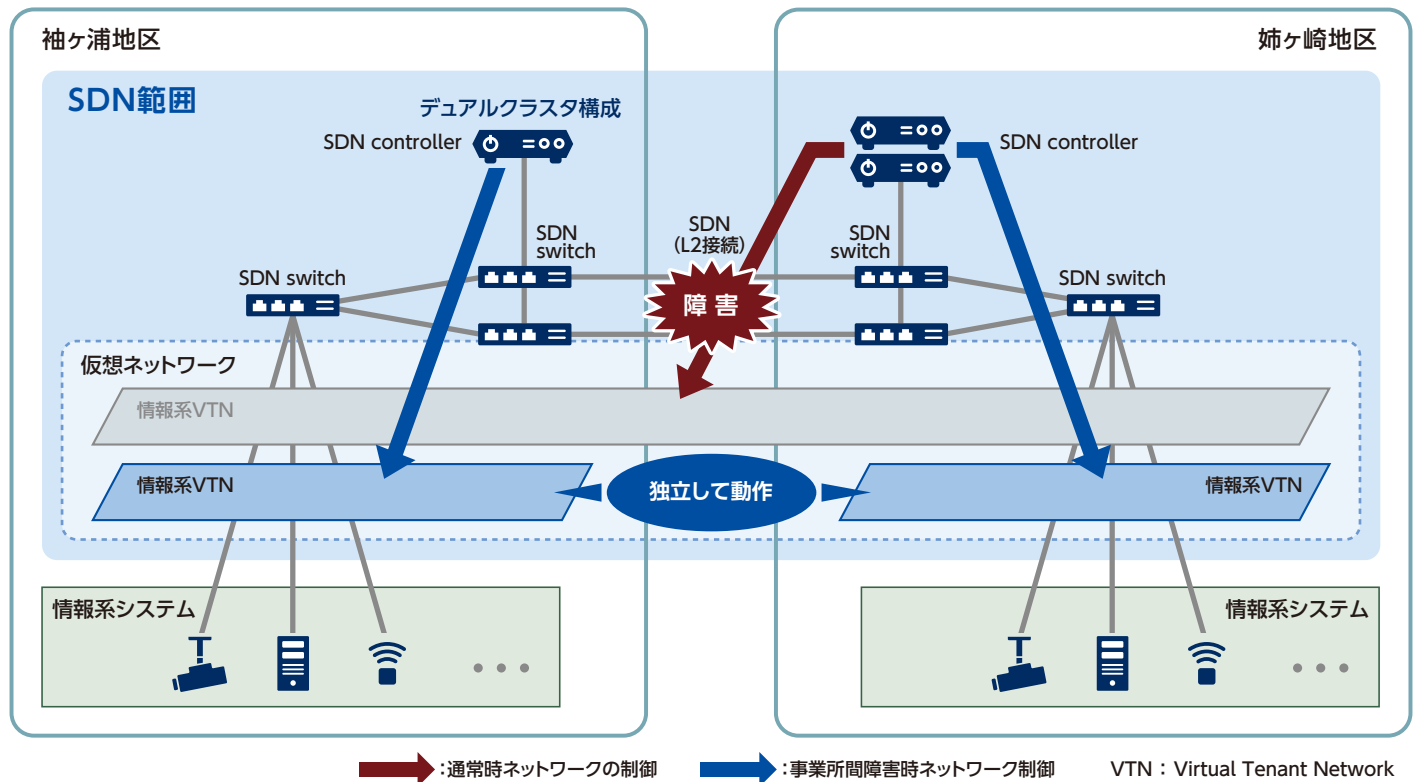 袖ヶ浦地区
姉ヶ崎地区
SDN範囲
デュアルクラスタ構成
SDN controller
SDN controller
SDN
switch
SDN
(L2接続)
SDN
switch
SDN switch
SDN switch
障害
仮想ネットワーク
情報系VTN
情報系VTN
独立して動作
情報系VTN
情報系システム
情報系システム
:通常時ネットワークの制御
:事業所間障害時ネットワーク制御
VTN : Virtual Tenant Network